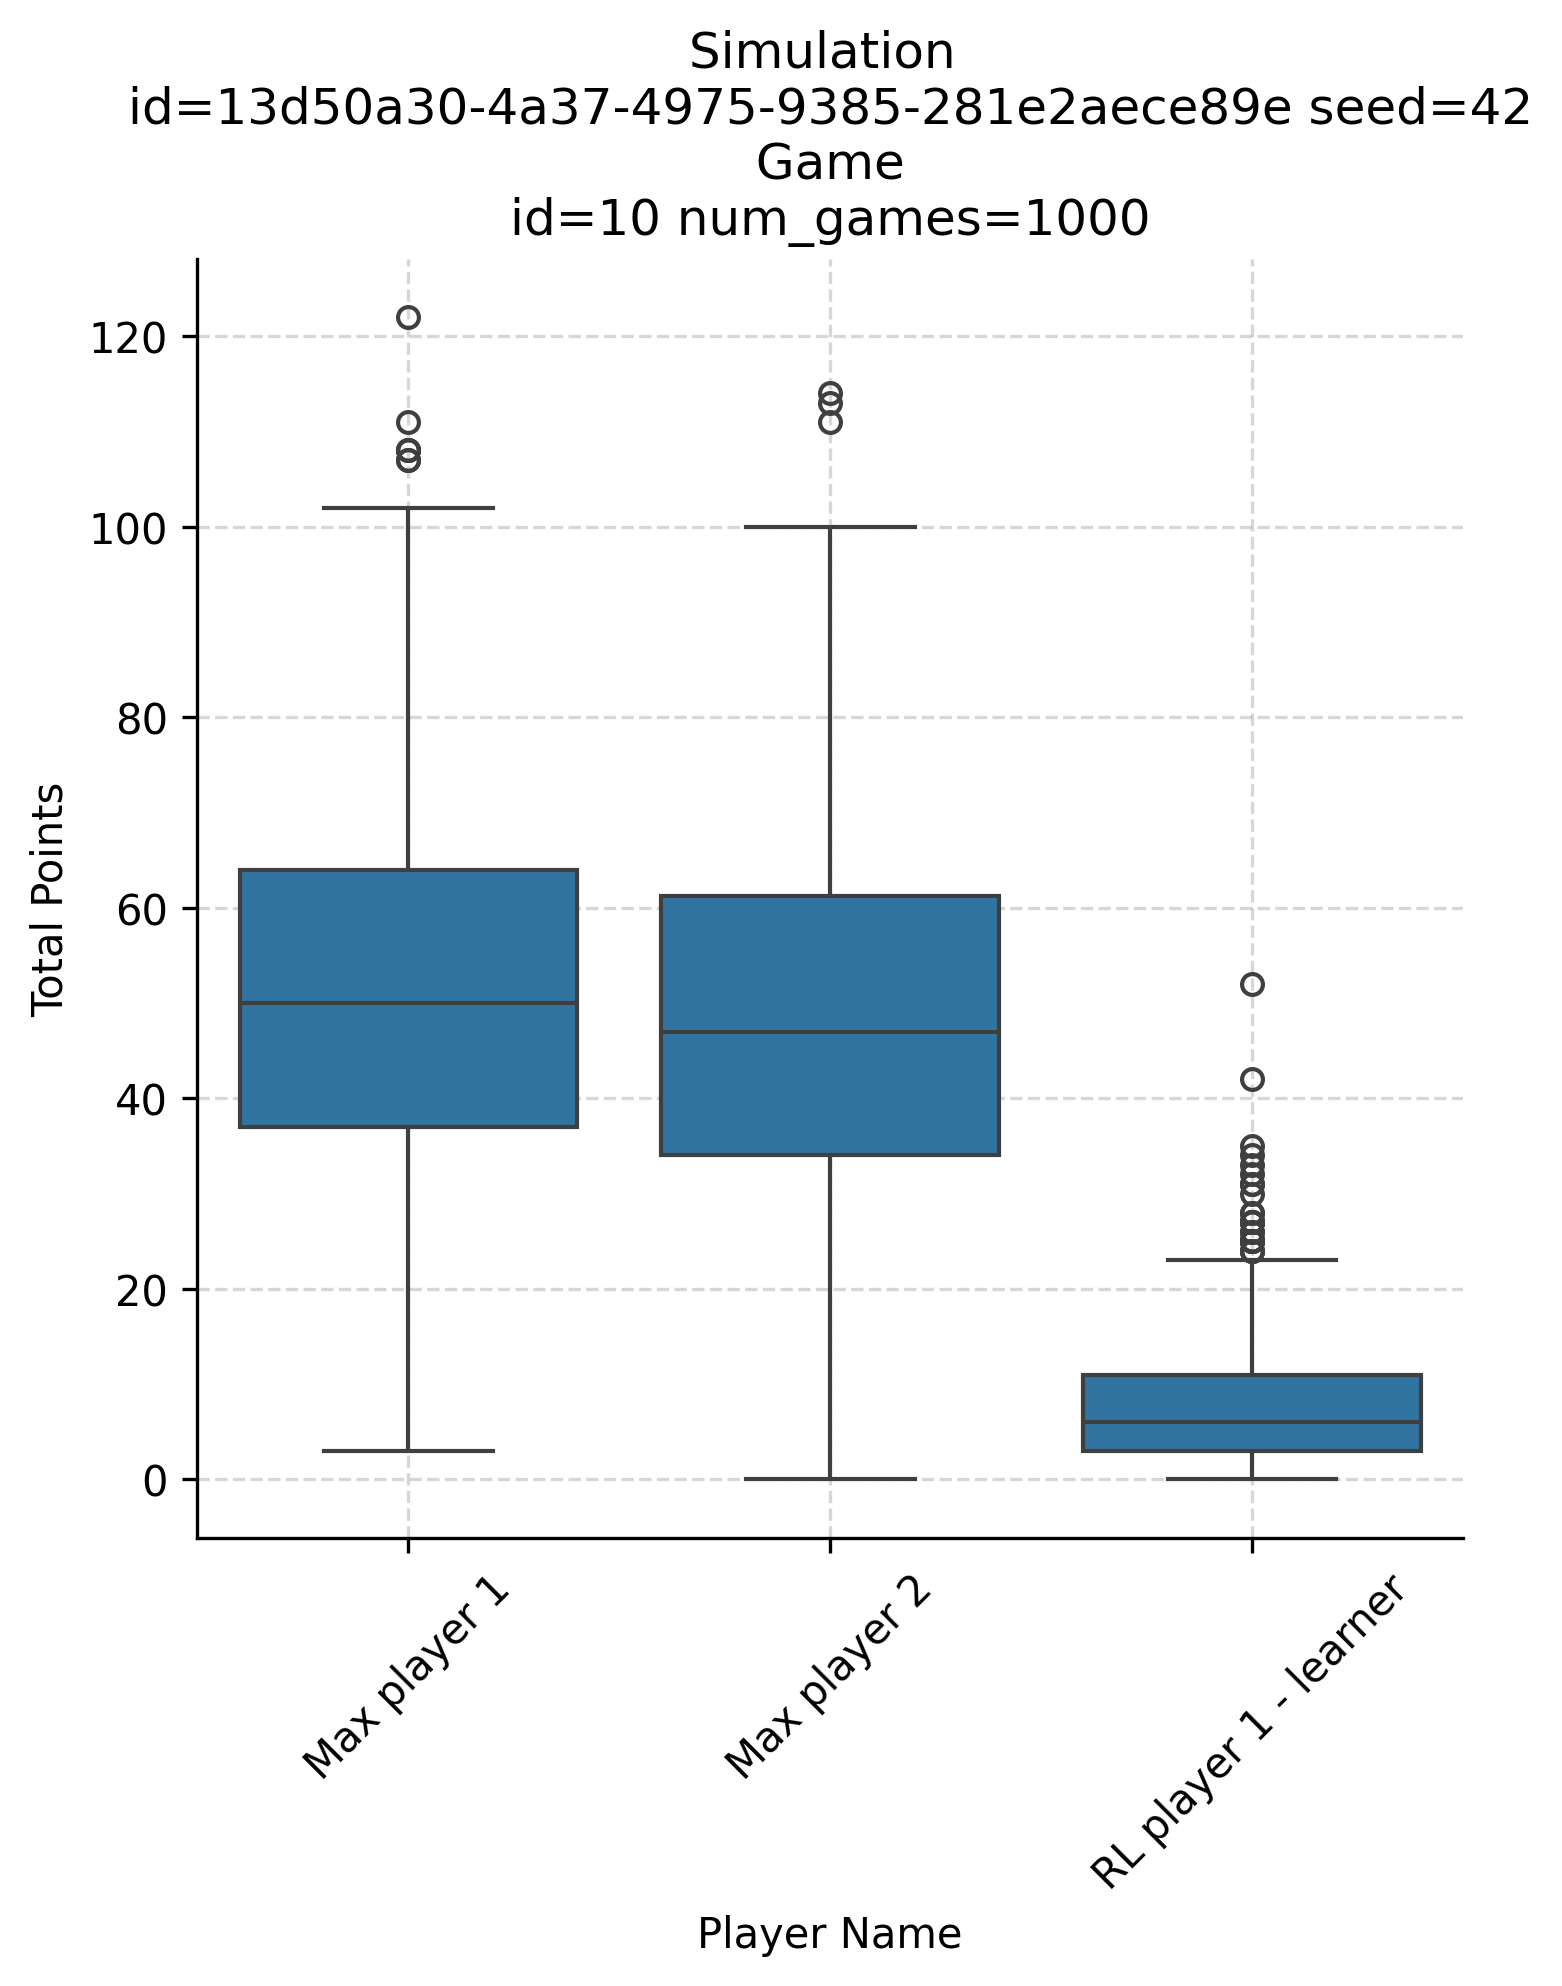 Simulation
id=13d50a30-4a37-4975-9385-281e2aece89e seed=42
Game
id=10 num_games=1000
120
100
80
60
40
20
0
Total Points
Max player 1
Max player 2
RL player 1 - learner
Player Name